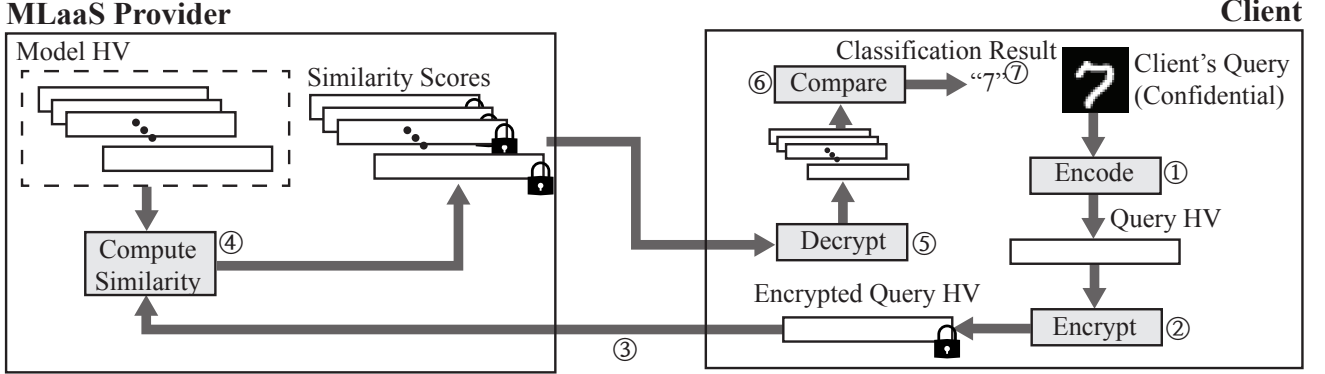 MLaaS Provider
Model HV
Similarity Scores
Compute
Similarity
④
③
Client
Classification Result
⑥
Compare
“7”⑦
Client's Query
(Confidential)
Encode
①
Query HV
Decrypt
⑤
Encrypted Query HV
Encrypt
②